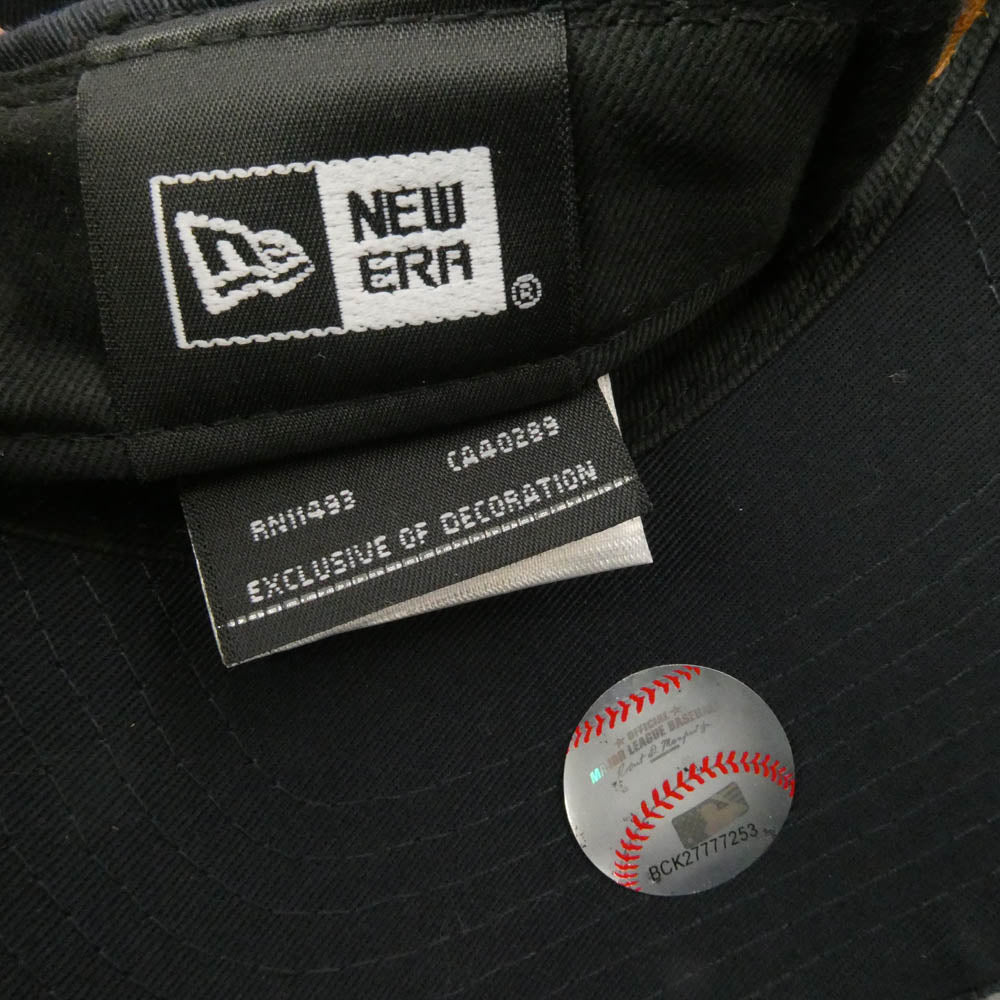 NEW
ERA
®
RN11493 CA40289
EXCLUSIVE OF DECORATION
OFFICIAL
MAJOR LEAGUE BASEBALL
BCK27777253